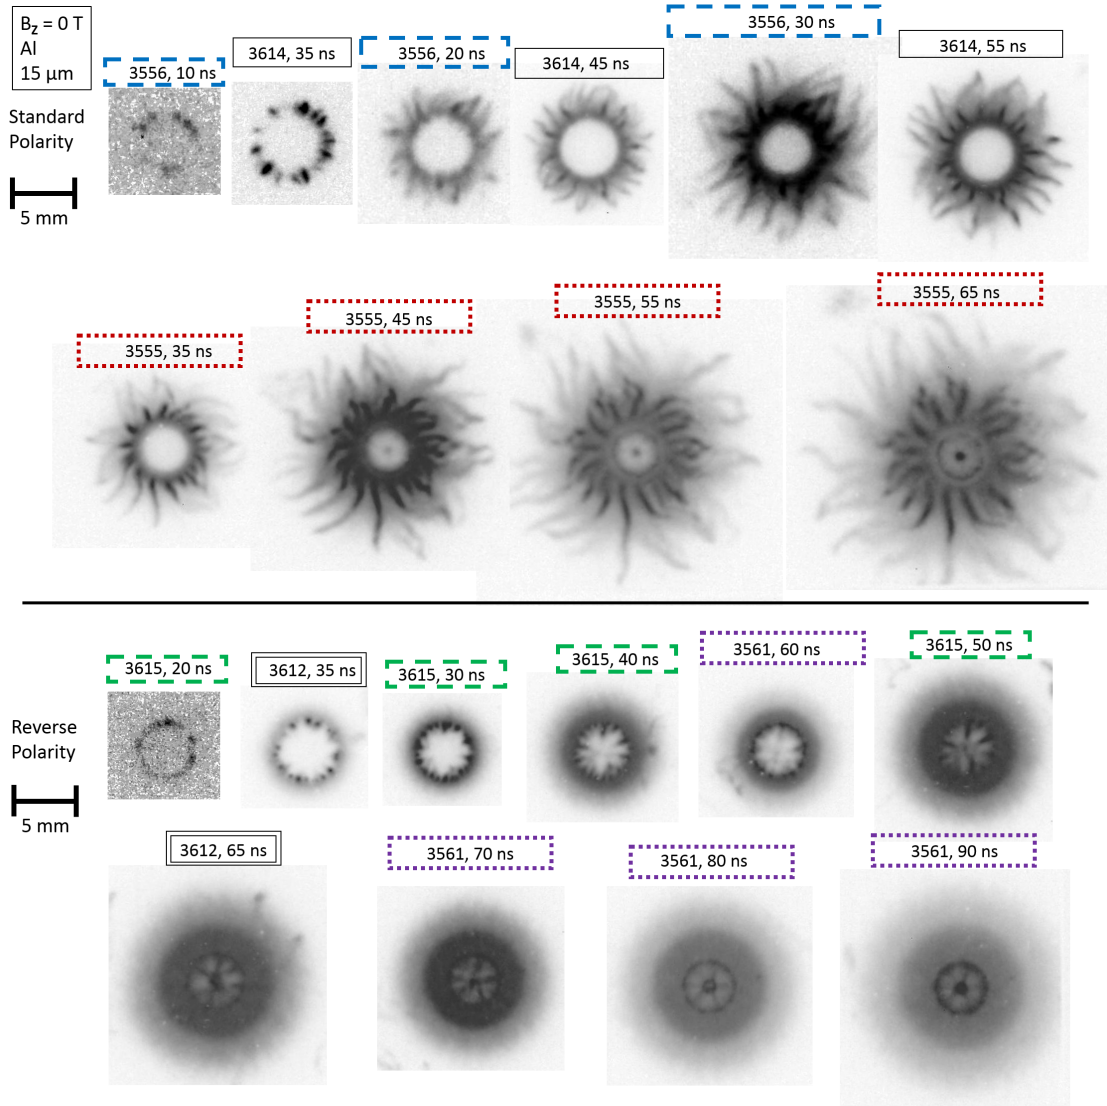 B_z = 0 T
Al
15 µm
3556, 10 ns
3614, 35 ns
3556, 20 ns
3614, 45 ns
3556, 30 ns
3614, 55 ns
Standard
Polarity
5 mm
3555, 35 ns
3555, 45 ns
3555, 55 ns
3555, 65 ns
3615, 20 ns
3612, 35 ns
3615, 30 ns
3615, 40 ns
3561, 60 ns
3615, 50 ns
Reverse
Polarity
5 mm
3612, 65 ns
3561, 70 ns
3561, 80 ns
3561, 90 ns